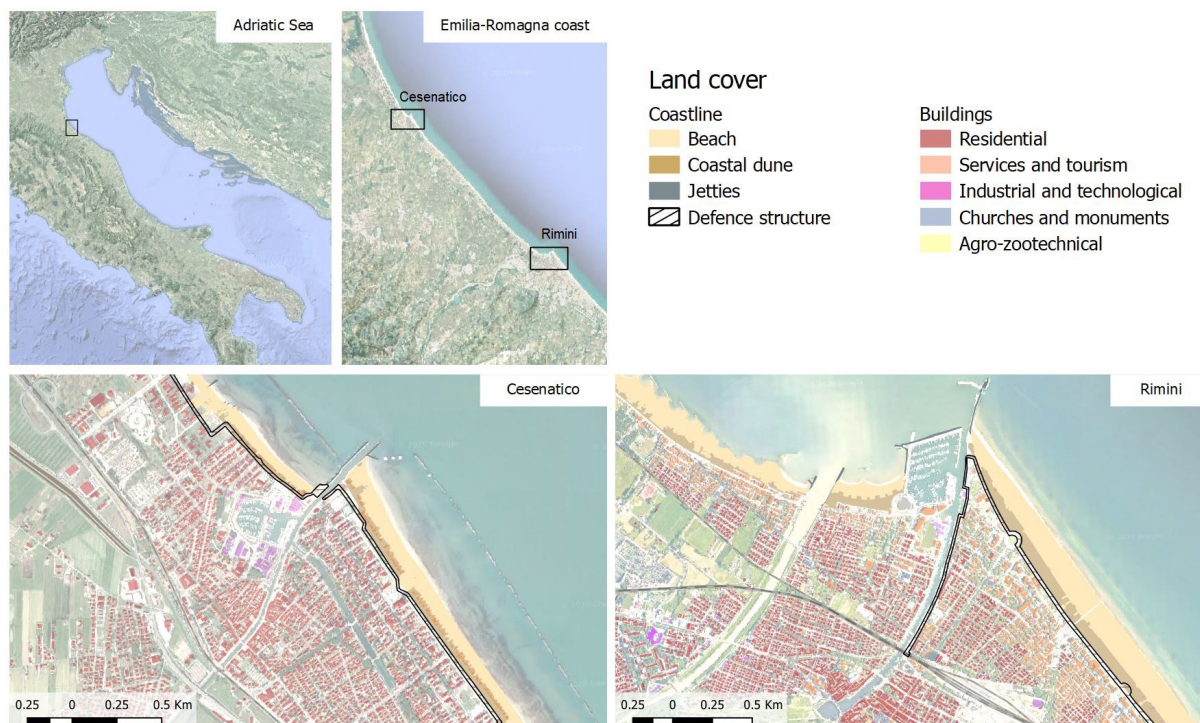 Adriatic Sea
Emilia-Romagna coast
Cesenatico
Rimini
Land cover
Coastline
Beach
Coastal dune
Jetties
Defence structure
Buildings
Residential
Services and tourism
Industrial and technological
Churches and monuments
Agro-zootechnical
Cesenatico
0.25 0 0.25 0.5 Km
Rimini
0.25 0 0.25 0.5 Km